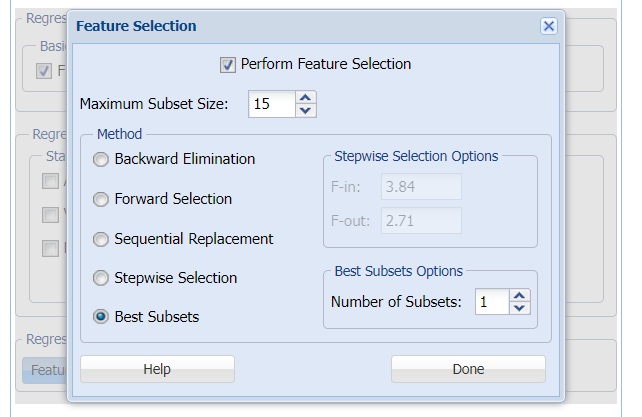 Feature Selection
Perform Feature Selection
Maximum Subset Size: 15
Method
Backward Elimination
Forward Selection
Sequential Replacement
Stepwise Selection
Best Subsets
Stepwise Selection Options
F-in: 3.84
F-out: 2.71
Best Subsets Options
Number of Subsets: 1
Help
Done
Regres
Basi
F
Regre
Sta
Regres
Featu